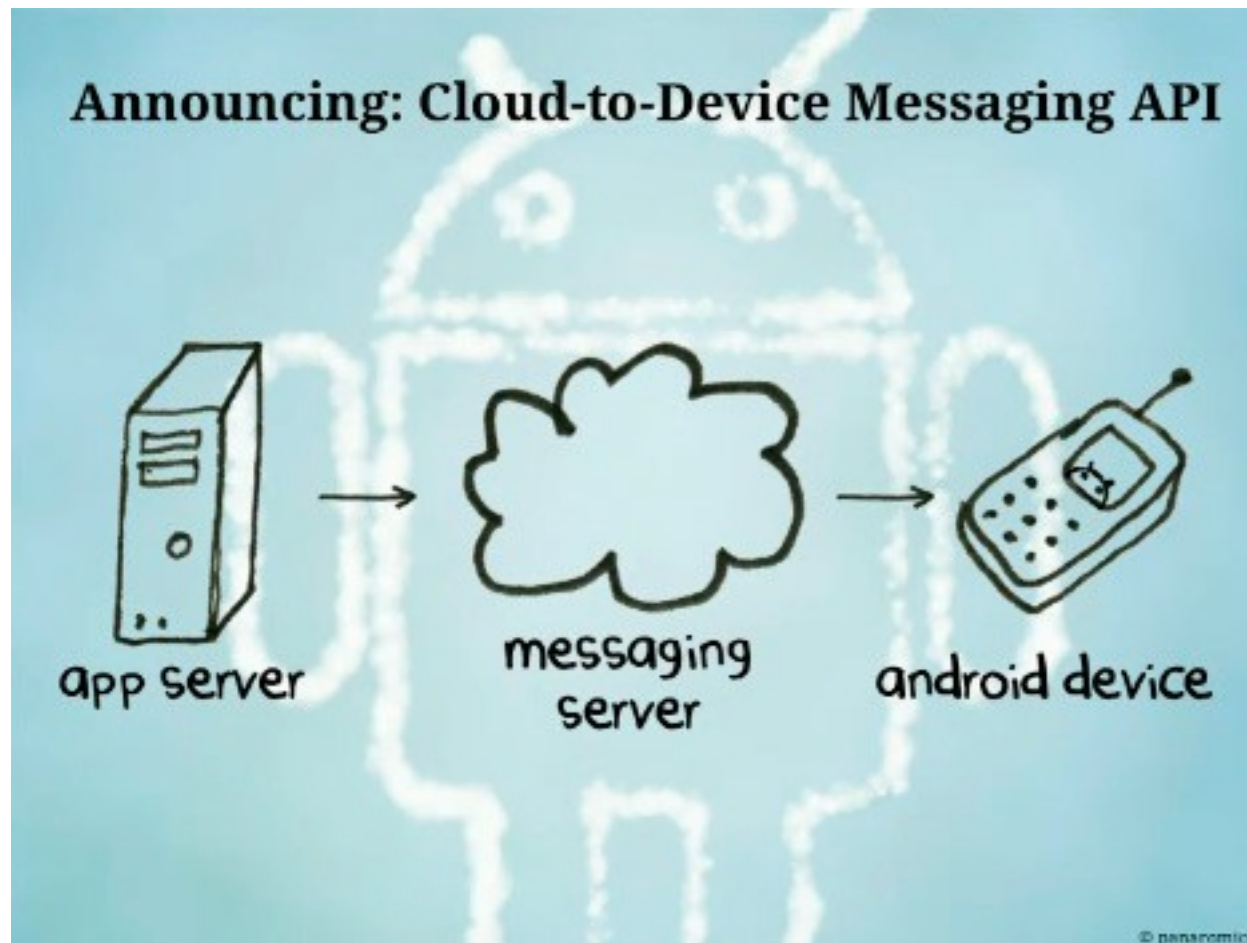 Announcing: Cloud-to-Device Messaging API
app server
messaging
server
android device